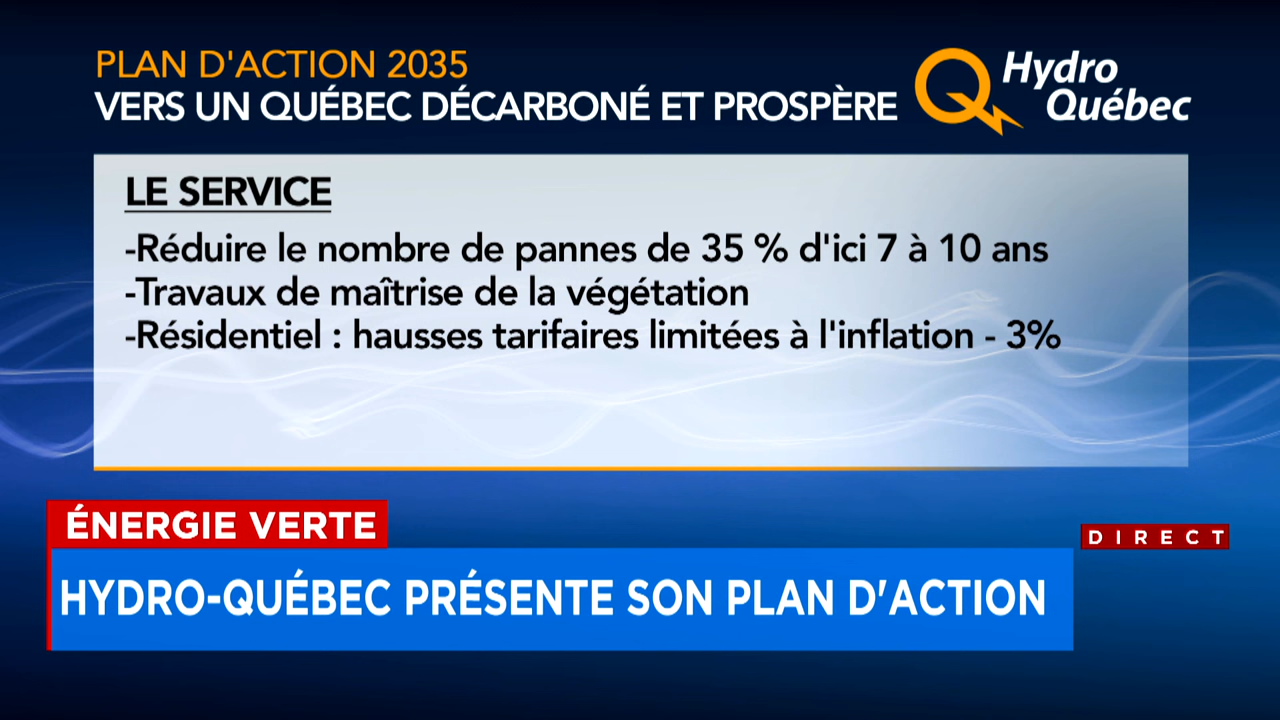 PLAN D'ACTION 2035
VERS UN QUÉBEC DÉCARBONÉ ET PROSPÈRE
Hydro
Québec
LE SERVICE
-Réduire le nombre de pannes de 35 % d'ici 7 à 10 ans
-Travaux de maîtrise de la végétation
-Résidentiel : hausses tarifaires limitées à l'inflation - 3%
ÉNERGIE VERTE
DIRECT
HYDRO-QUÉBEC PRÉSENTE SON PLAN D'ACTION